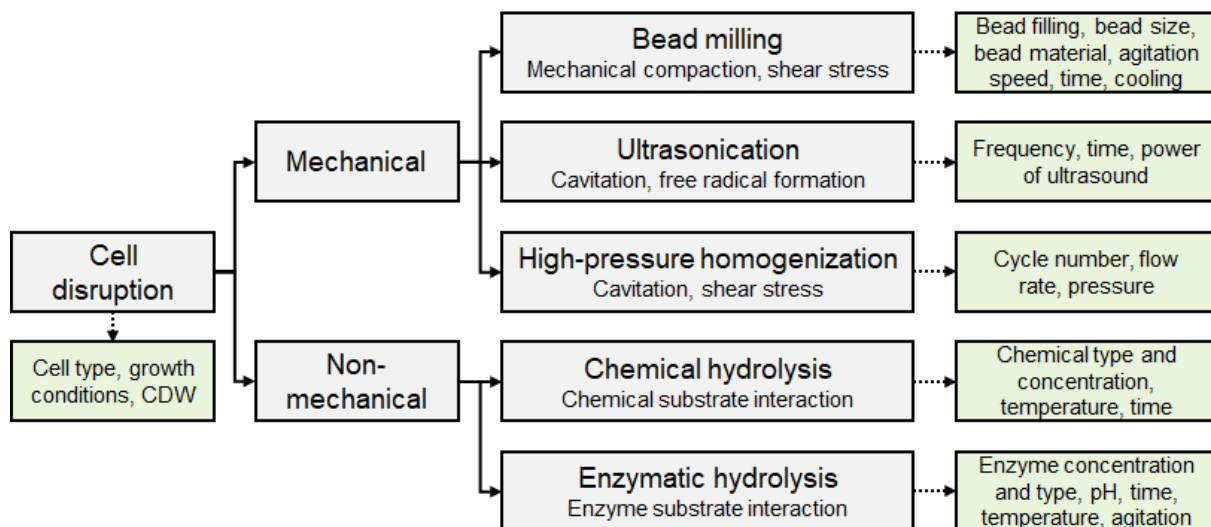 Bead milling
Mechanical compaction, shear stress
Bead filling, bead size,
bead material, agitation
speed, time, cooling
Mechanical
Ultrasonication
Cavitation, free radical formation
Frequency, time, power
of ultrasound
Cell
disruption
High-pressure homogenization
Cavitation, shear stress
Cycle number, flow
rate, pressure
Cell type, growth
conditions, CDW
Non-
mechanical
Chemical hydrolysis
Chemical substrate interaction
Chemical type and
concentration,
temperature, time
Enzymatic hydrolysis
Enzyme substrate interaction
Enzyme concentration
and type, pH, time,
temperature, agitation